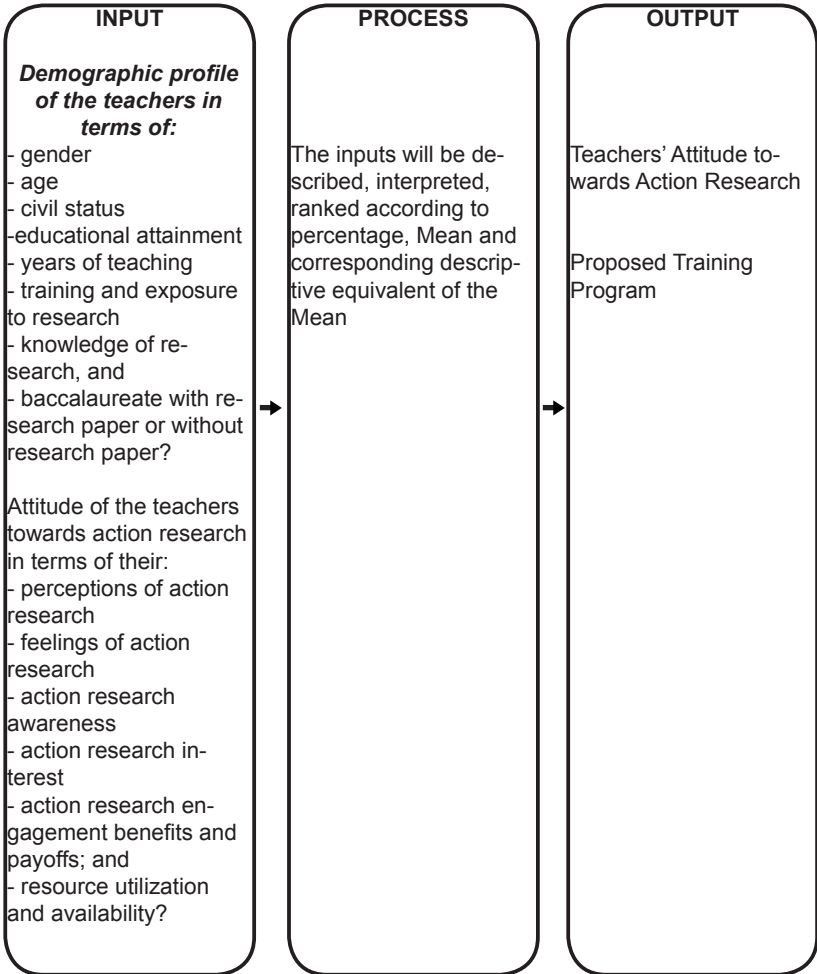 INPUT
Demographic profile
of the teachers in
terms of:
- gender
- age
- civil status
-educational attainment
- years of teaching
- training and exposure
to research
- knowledge of re-
search, and
- baccalaureate with re-
search paper or without
research paper?
Attitude of the teachers
towards action research
in terms of their:
- perceptions of action
research
- feelings of action
research
- action research
awareness
- action research in-
terest
- action research en-
gagement benefits and
payoffs; and
- resource utilization
and availability?
PROCESS
The inputs will be de-
scribed, interpreted,
ranked according to
percentage, Mean and
corresponding descrip-
tive equivalent of the
Mean
OUTPUT
Teachers’ Attitude to-
wards Action Research
Proposed Training
Program